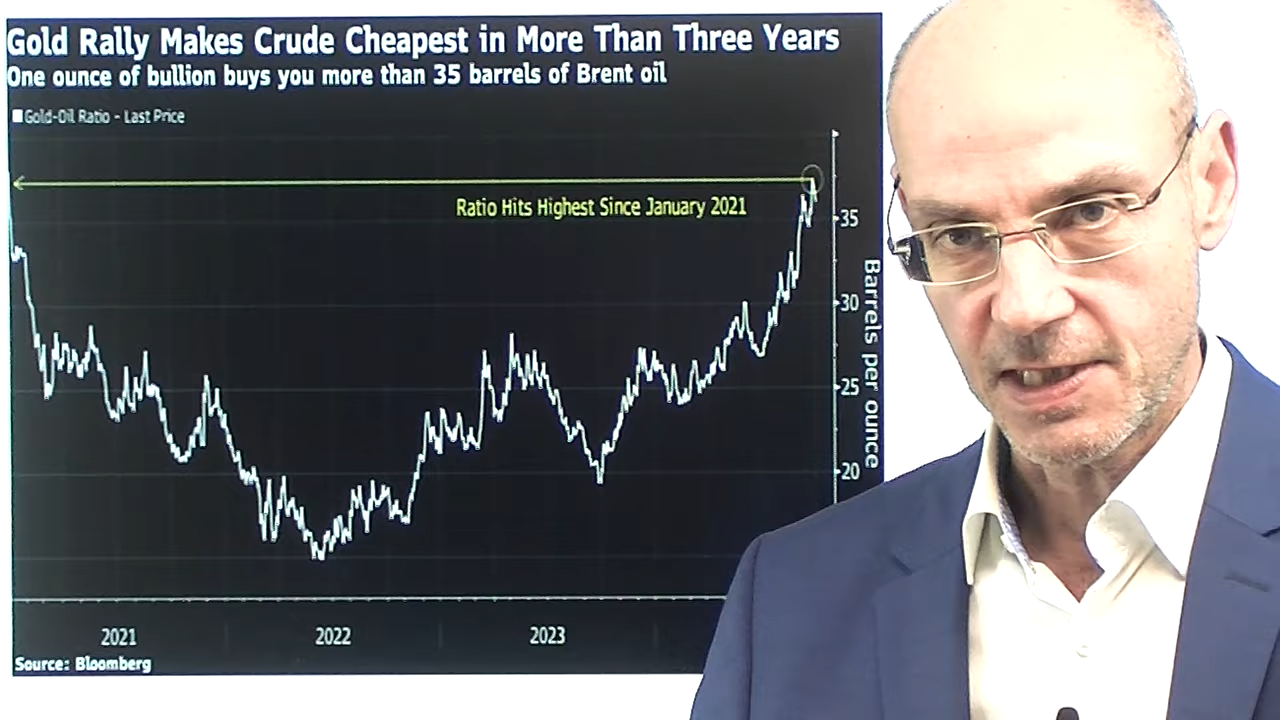 Gold Rally Makes Crude Cheapest in More Than Three Years
One ounce of bullion buys you more than 35 barrels of Brent oil
Gold-Oil Ratio - Last Price
Ratio Hits Highest Since January 2021
35
30
25
20
Barrels per ounce
2021
2022
2023
Source: Bloomberg